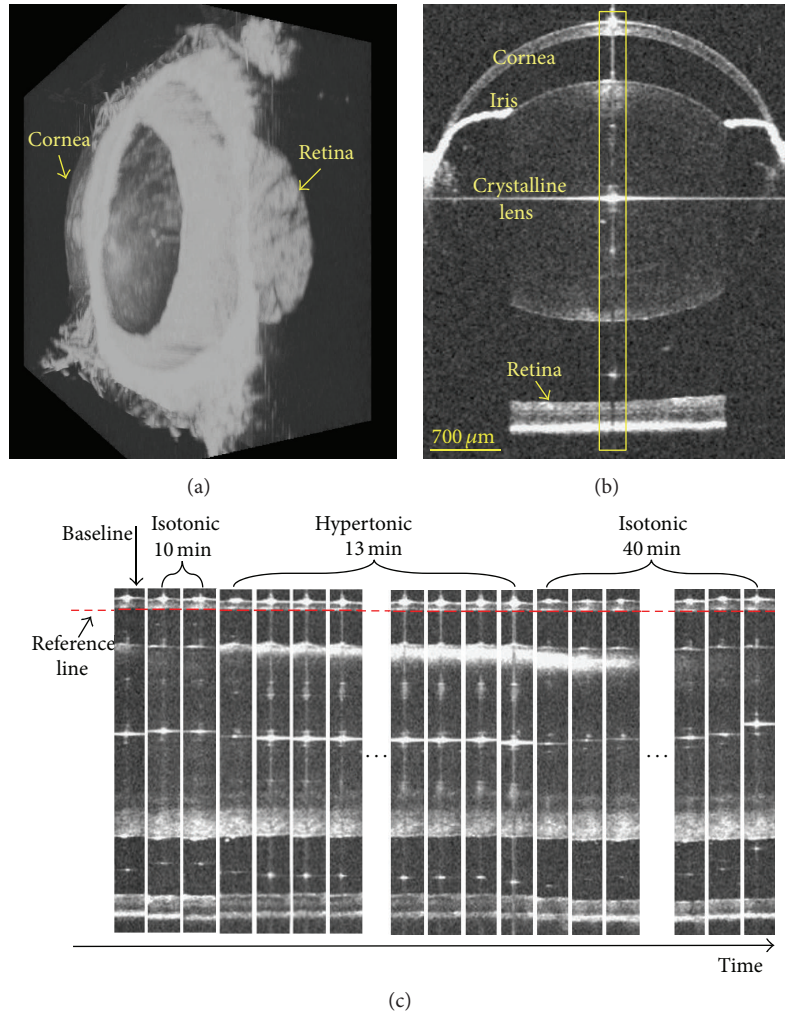 Cornea
Retina
(a)
Cornea
Iris
Crystalline
lens
Retina
700 μm
(b)
Baseline
Isotonic
10 min
Hypertonic
13 min
Isotonic
40 min
Reference
line
...
...
Time
(c)